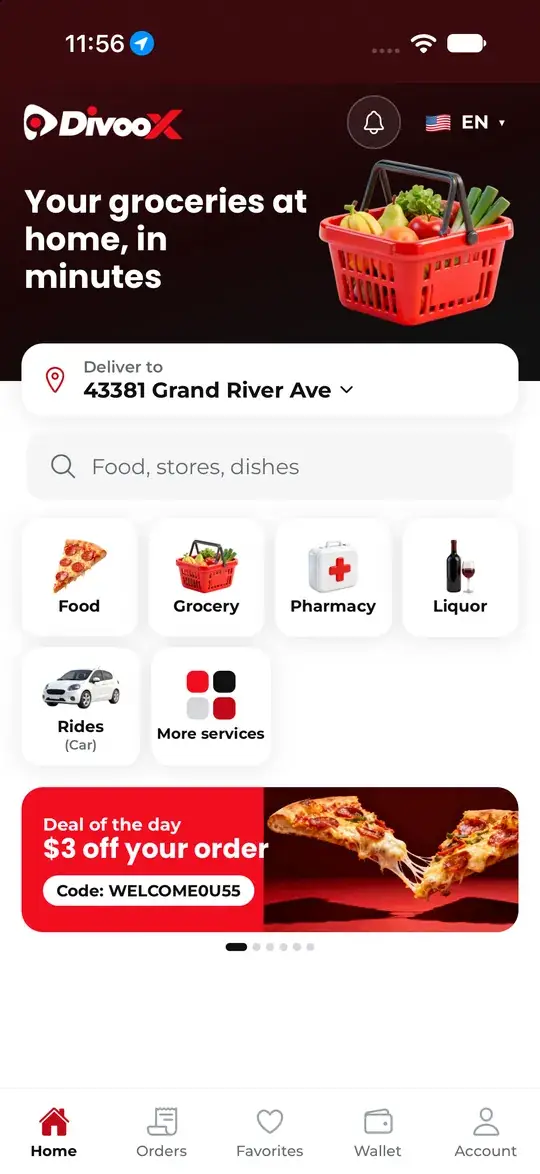 11:56
DivooX
EN
Your groceries at
home, in
minutes
Deliver to
43381 Grand River Ave
Food, stores, dishes
Food
Grocery
Pharmacy
Liquor
Rides
(Car)
More services
Deal of the day
$3 off your order
Code: WELCOME0U55
Home
Orders
Favorites
Wallet
Account